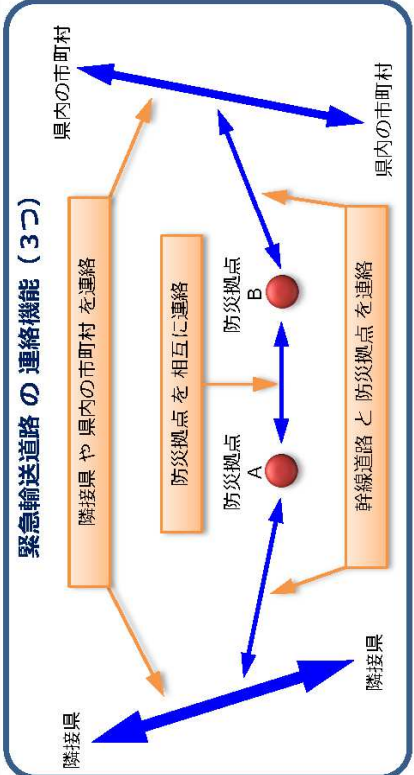 緊急輸送道路 の 連絡機能（3つ）
隣接県 や 県内の市町村 を連絡
隣接県
県内の市町村
防災拠点 を 相互に連絡
防災拠点
A
防災拠点
B
幹線道路 と 防災拠点 を連絡
隣接県
県内の市町村